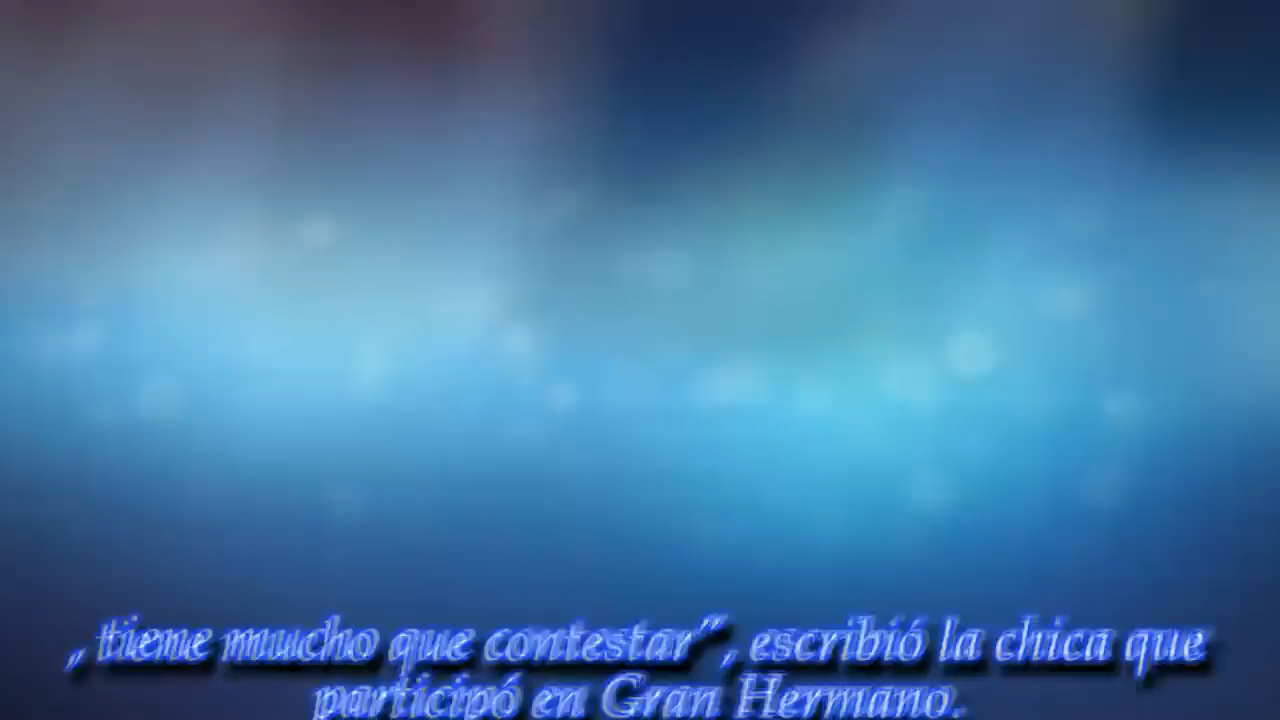 , tiene mucho que contestar”, escribió la chica que
participó en Gran Hermano.